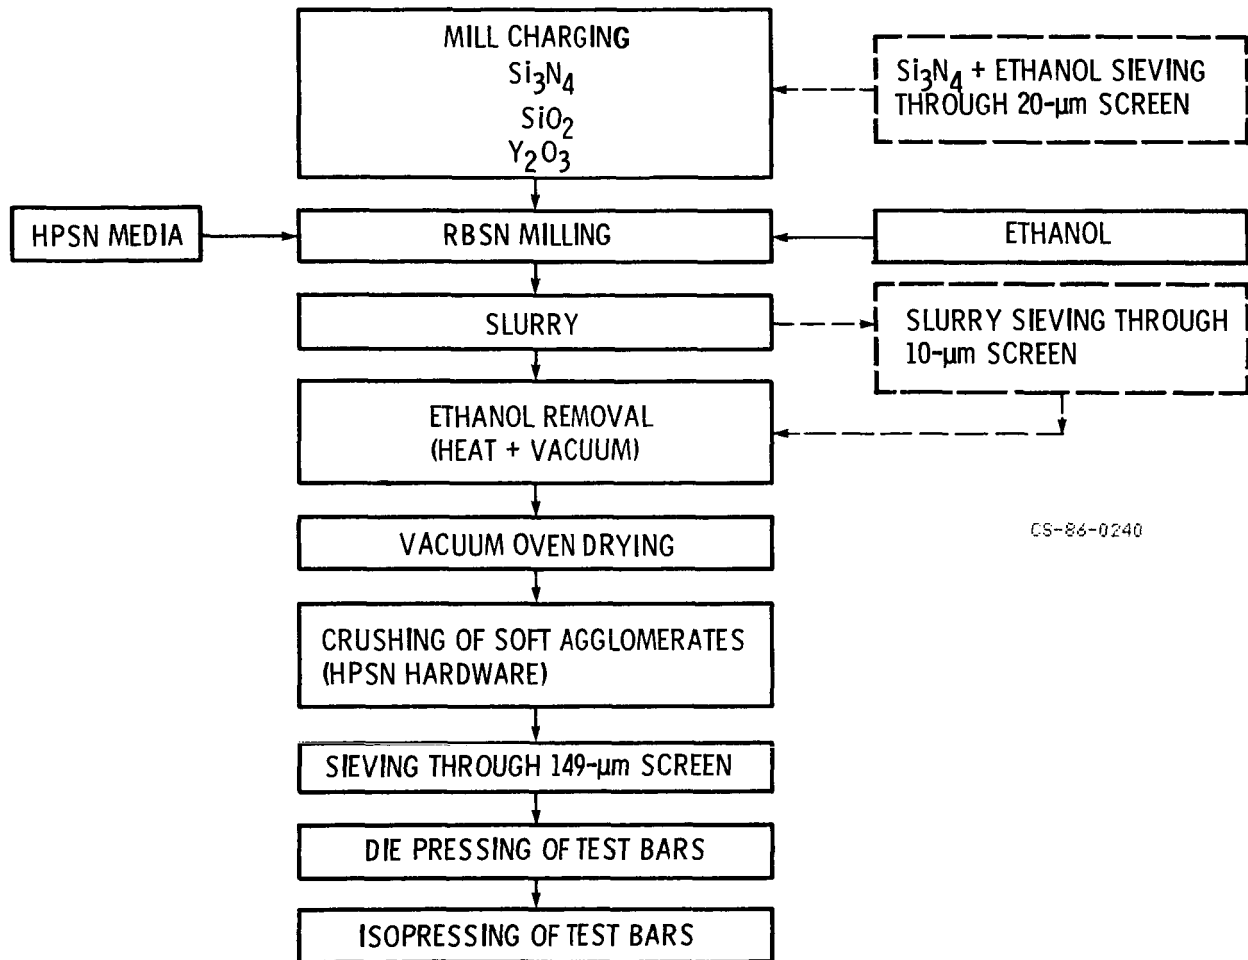 MILL CHARGING
Si₃N₄
SiO₂
Y₂O₃
Si₃N₄ + ETHANOL SIEVING
THROUGH 20-µm SCREEN
HPSN MEDIA
RBSN MILLING
ETHANOL
SLURRY
SLURRY SIEVING THROUGH
10-µm SCREEN
ETHANOL REMOVAL
(HEAT + VACUUM)
VACUUM OVEN DRYING
CS-86-0240
CRUSHING OF SOFT AGGLOMERATES
(HPSN HARDWARE)
SIEVING THROUGH 149-µm SCREEN
DIE PRESSING OF TEST BARS
ISOPRESSING OF TEST BARS